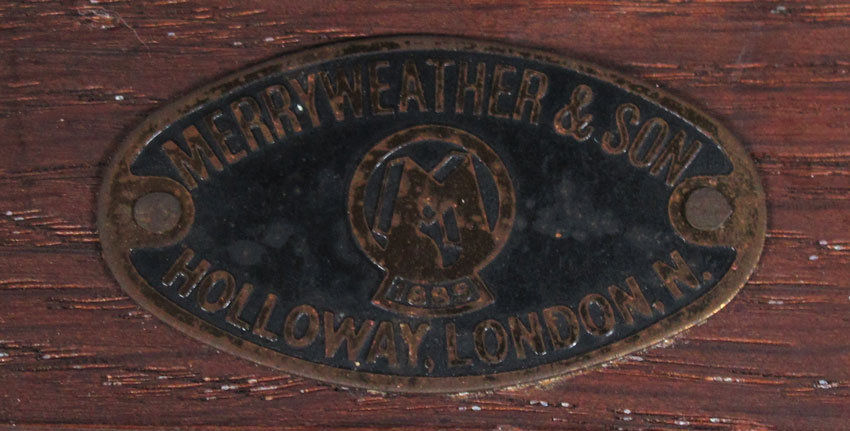 MERRYWEATHER & SON
M
HOLLOWAY, LONDON, N.